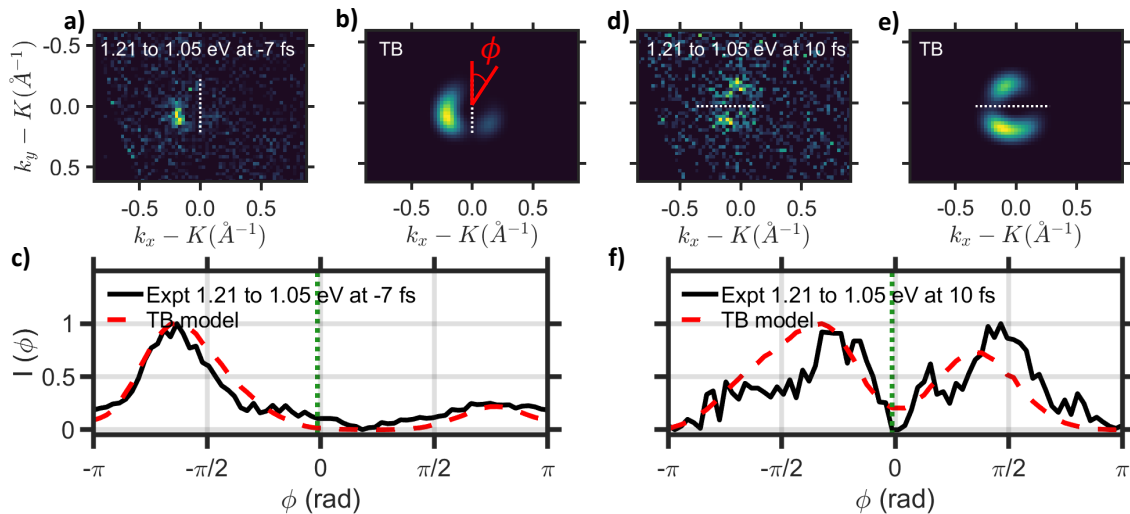 a)
1.21 to 1.05 eV at -7 fs
-0.5
0.0
0.5
k_y − K(Å⁻¹)
-0.5 0.0 0.5
k_x − K(Å⁻¹)
b)
TB
ϕ
-0.5 0.0 0.5
k_x − K(Å⁻¹)
d)
1.21 to 1.05 eV at 10 fs
-0.5 0.0 0.5
k_x − K(Å⁻¹)
e)
TB
-0.5 0.0 0.5
k_x − K(Å⁻¹)
c)
Expt 1.21 to 1.05 eV at -7 fs
TB model
1
0.5
0
I (ϕ)
-π -π/2 0 π/2 π
ϕ (rad)
f)
Expt 1.21 to 1.05 eV at 10 fs
TB model
1
0.5
0
-π -π/2 0 π/2 π
ϕ (rad)